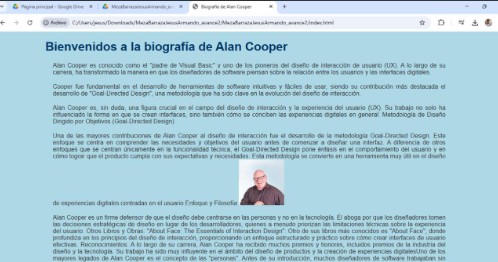 Página principal - Google Drive
MezaBarrazaJesusArmando_av
Biografía de Alan Cooper
Archivo C:/Users/jesus/Downloads/MezaBarrazaJesusArmando_avance2/MezaBarrazaJesusArmando_avance2/index.html
Bienvenidos a la biografía de Alan Cooper
Alan Cooper es conocido como el "padre de Visual Basic" y uno de los pioneros del diseño de interacción de usuario (UX). A lo largo de su
carrera, ha transformado la manera en que los diseñadores de software piensan sobre la relación entre los usuarios y las interfaces digitales.
Cooper fue fundamental en el desarrollo de herramientas de software intuitivas y fáciles de usar, siendo su contribución más destacada el
desarrollo de "Goal-Directed Design", una metodología que ha sido clave en la evolución del diseño de interacción.
Alan Cooper es, sin duda, una figura crucial en el campo del diseño de interacción y la experiencia del usuario (UX). Su trabajo no solo ha
influenciado la forma en que se crean interfaces, sino también cómo se conciben las experiencias digitales en general. Metodología de Diseño
Dirigido por Objetivos (Goal-Directed Design)
Una de las mayores contribuciones de Alan Cooper al diseño de interacción fue el desarrollo de la metodología Goal-Directed Design. Este
enfoque se centra en comprender las necesidades y objetivos del usuario antes de comenzar a diseñar una interfaz. A diferencia de otros
enfoques que se centran únicamente en la funcionalidad técnica, el Goal-Directed Design pone énfasis en el comportamiento del usuario y en
cómo lograr que el producto cumpla con sus expectativas y necesidades. Esta metodología se convierte en una herramienta muy útil en el diseño
de experiencias digitales centradas en el usuario Enfoque y Filosofía
Alan Cooper es un firme defensor de que el diseño debe centrarse en las personas y no en la tecnología. Él aboga por que los diseñadores tomen
las decisiones estratégicas de diseño en lugar de los desarrolladores, quienes a menudo priorizan las limitaciones técnicas sobre la experiencia
del usuario. Otros Libros y Obras. "About Face: The Essentials of Interaction Design": Otro de sus libros más conocidos es "About Face", donde
profundiza en los principios del diseño de interacción, proporcionando un enfoque estructurado y práctico sobre cómo crear interfaces de usuario
efectivas. Reconocimientos: A lo largo de su carrera, Alan Cooper ha recibido muchos premios y honores, incluidos premios de la industria del
diseño y la tecnología. Su trabajo ha sido muy influyente en el ámbito del diseño de productos y la creación de experiencias digitales. Uno de los
mayores legados de Alan Cooper es el concepto de las "personas". Antes de su introducción, muchos diseñadores de software trabajaban sin